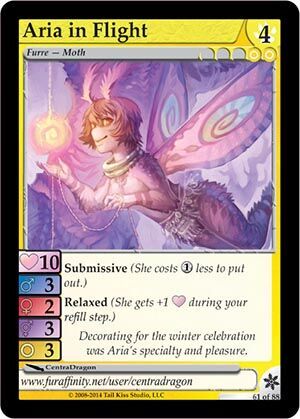 Aria in Flight
4
Furre — Moth
10
3
2
3
3
Submissive (She costs 1 less to put
out.)
Relaxed (She gets +1 during your
refill step.)
Decorating for the winter celebration
was Aria's specialty and pleasure.
CentraDragon
www.furaffinity.net/user/centradragon
61 of 88
© 2008-2014 Tail Kiss Studio, LLC